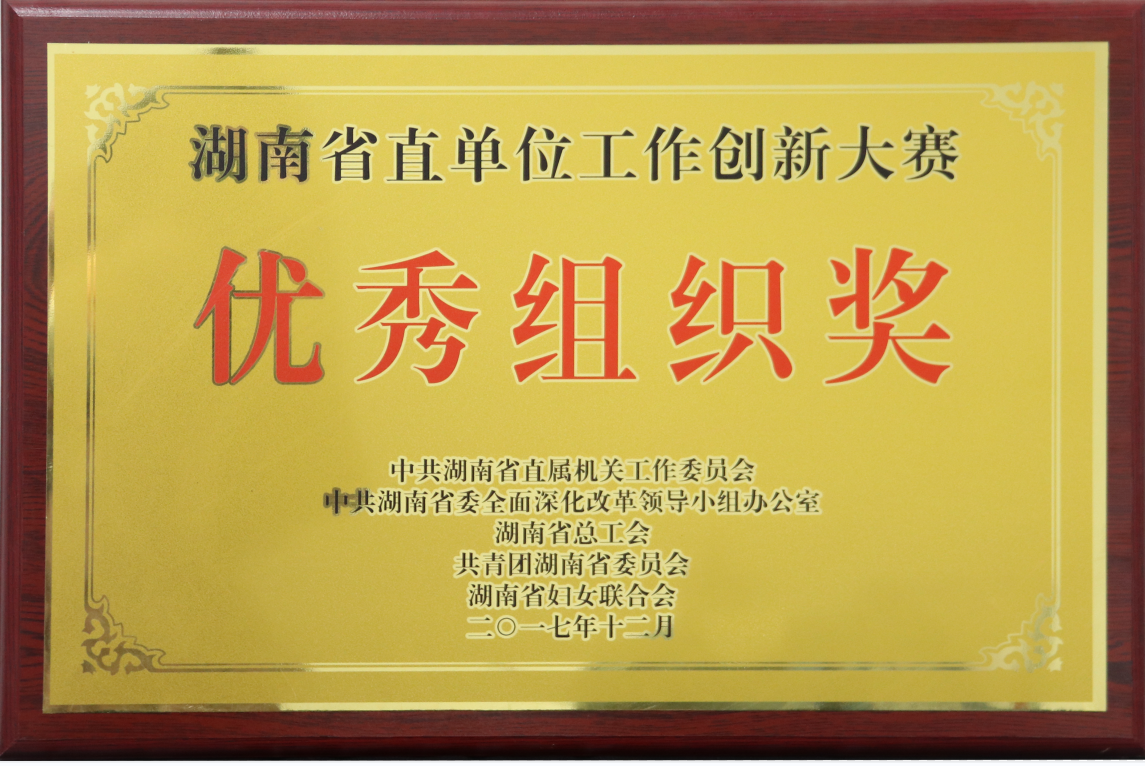 湖南省直单位工作创新大赛
优秀组织奖
中共湖南省直属机关工作委员会
中共湖南省委全面深化改革领导小组办公室
湖南省总工会
共青团湖南省委员会
湖南省妇女联合会
二〇一七年十二月